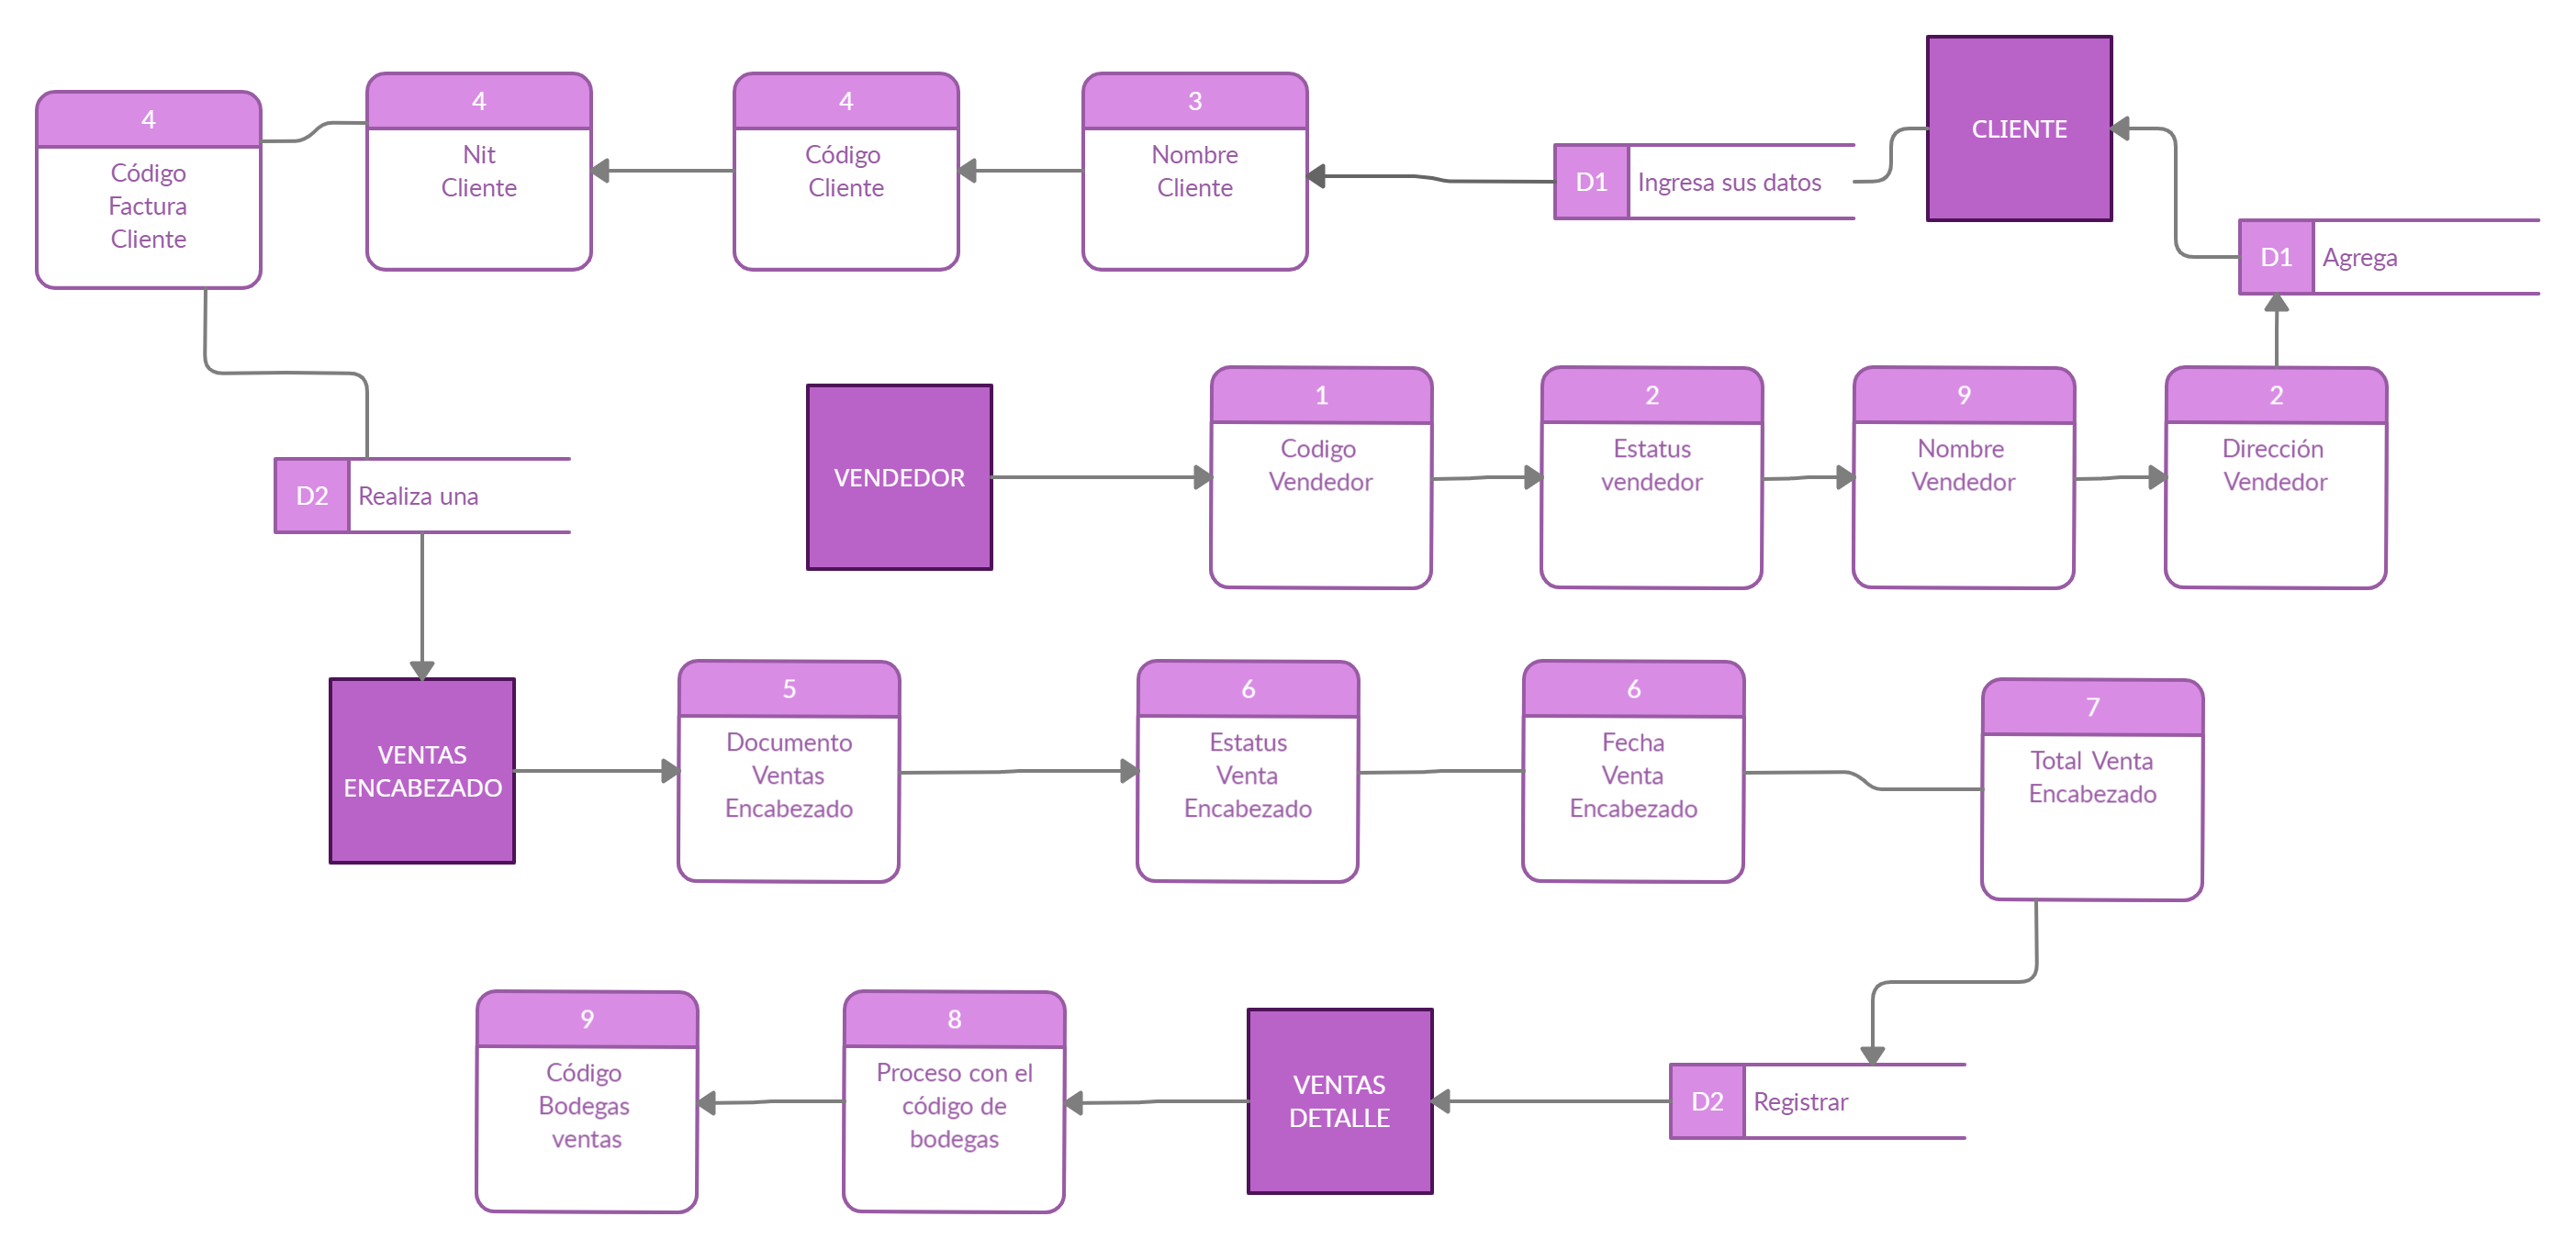 4
Código
Factura
Cliente
4
Nit
Cliente
4
Código
Cliente
3
Nombre
Cliente
D1
Ingresa sus datos
CLIENTE
D1
Agrega
VENDEDOR
1
Codigo
Vendedor
2
Estatus
vendedor
9
Nombre
Vendedor
2
Dirección
Vendedor
D2
Realiza una
VENTAS
ENCABEZADO
5
Documento
Ventas
Encabezado
6
Estatus
Venta
Encabezado
6
Fecha
Venta
Encabezado
7
Total Venta
Encabezado
9
Código
Bodegas
ventas
8
Proceso con el
código de
bodegas
VENTAS
DETALLE
D2
Registrar